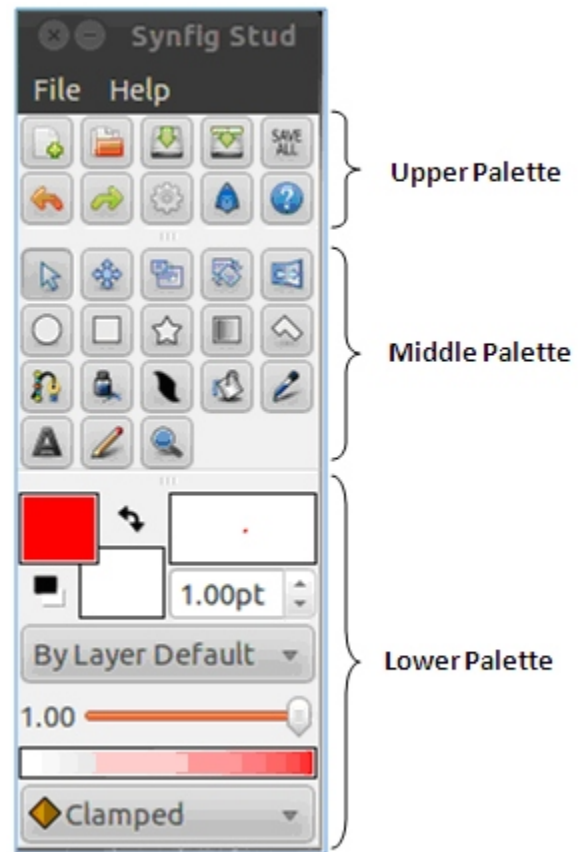 Synfig Stud
File Help
SAVE
ALL
Upper Palette
?
Middle Palette
A
1.00pt
By Layer Default
Lower Palette
1.00
Clamped